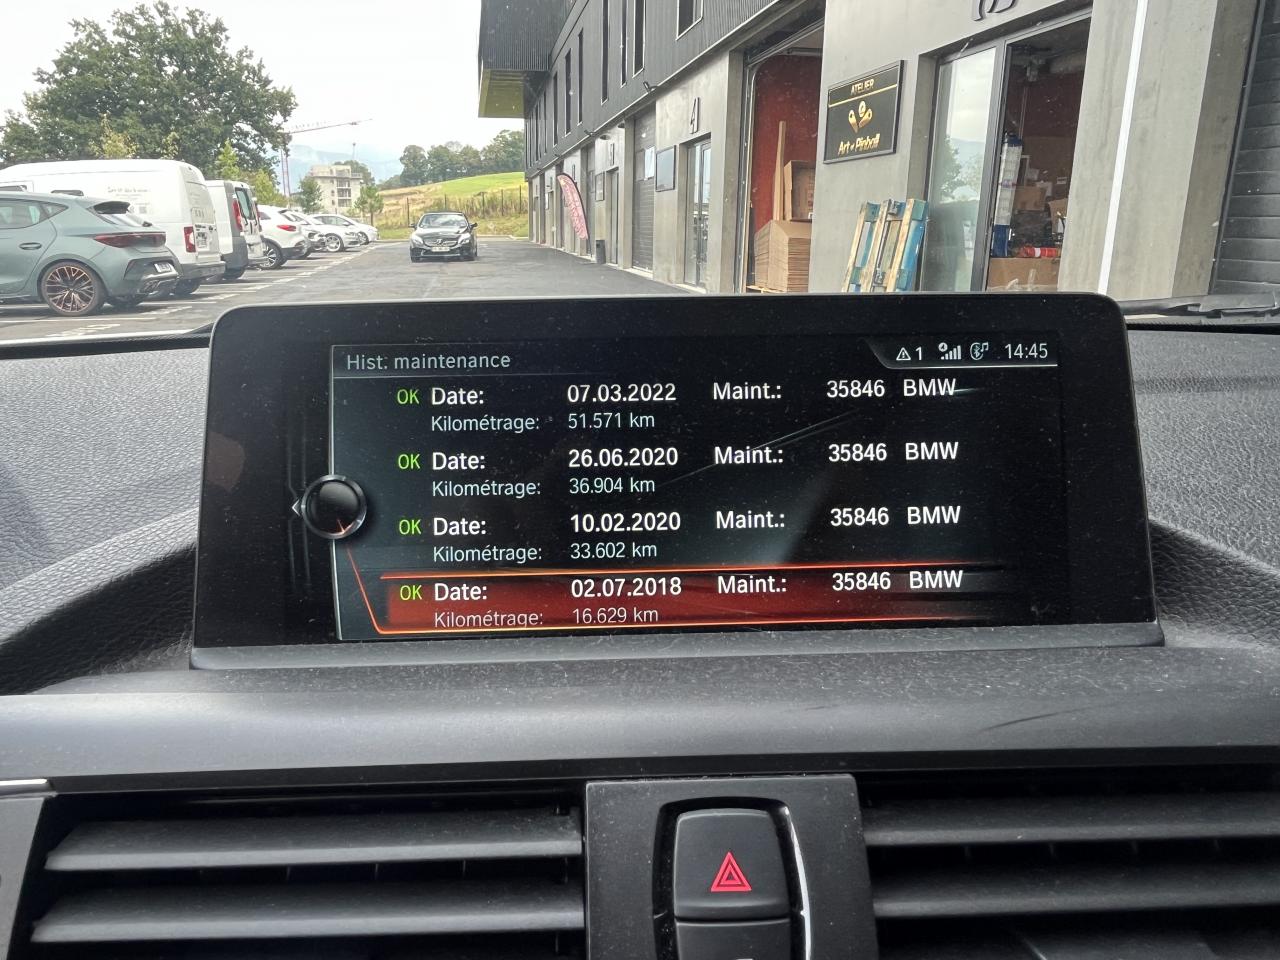 4
ATELIER
Art & Pinball
Hist. maintenance
1 14:45
OK Date: 07.03.2022 Maint.: 35846 BMW
Kilométrage: 51.571 km
OK Date: 26.06.2020 Maint.: 35846 BMW
Kilométrage: 36.904 km
OK Date: 10.02.2020 Maint.: 35846 BMW
Kilométrage: 33.602 km
OK Date: 02.07.2018 Maint.: 35846 BMW
Kilométrage: 16.629 km